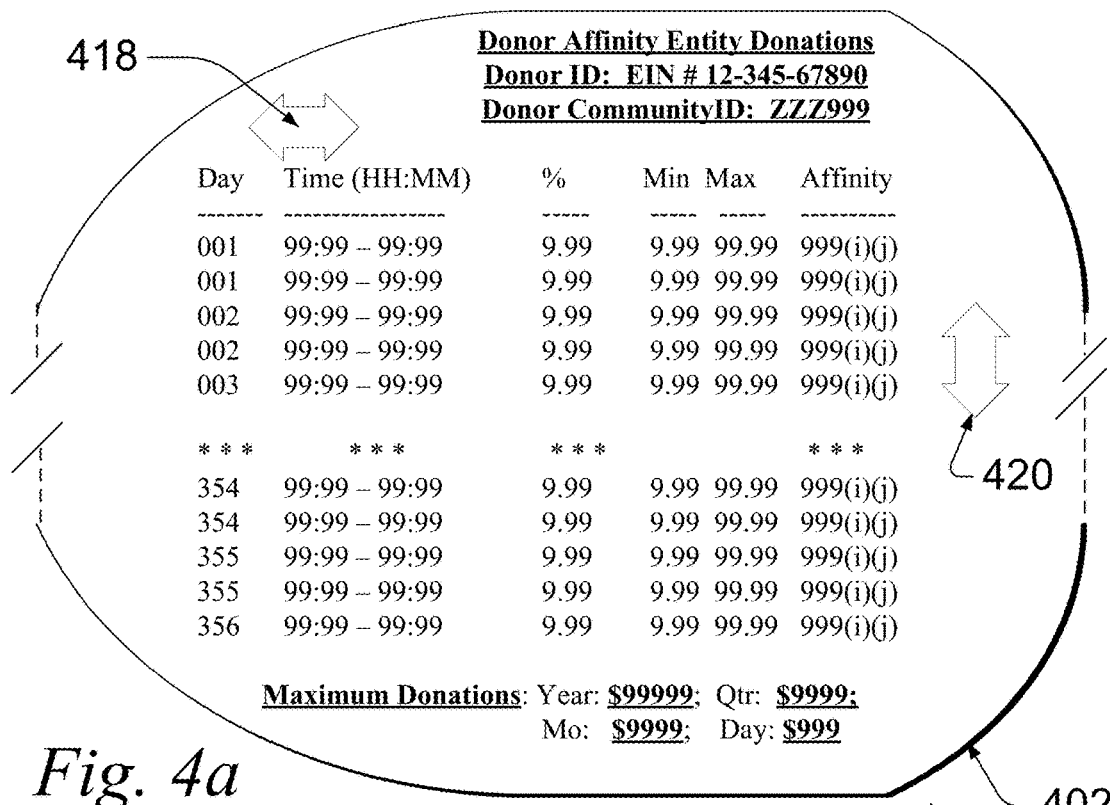 418
Donor Affinity Entity Donations
Donor ID: EIN # 12-345-67890
Donor CommunityID: ZZZ999
Day Time (HH:MM) % Min Max Affinity
------- ----------------- ----- ----- ----- ----------
001 99:99 – 99:99 9.99 9.99 99.99 999(i)(j)
001 99:99 – 99:99 9.99 9.99 99.99 999(i)(j)
002 99:99 – 99:99 9.99 9.99 99.99 999(i)(j)
002 99:99 – 99:99 9.99 9.99 99.99 999(i)(j)
003 99:99 – 99:99 9.99 9.99 99.99 999(i)(j)
* * * * * * * * * * * *
420
354 99:99 – 99:99 9.99 9.99 99.99 999(i)(j)
354 99:99 – 99:99 9.99 9.99 99.99 999(i)(j)
355 99:99 – 99:99 9.99 9.99 99.99 999(i)(j)
355 99:99 – 99:99 9.99 9.99 99.99 999(i)(j)
356 99:99 – 99:99 9.99 9.99 99.99 999(i)(j)
Maximum Donations: Year: $99999; Qtr: $9999;
Mo: $9999; Day: $999
Fig. 4a
402